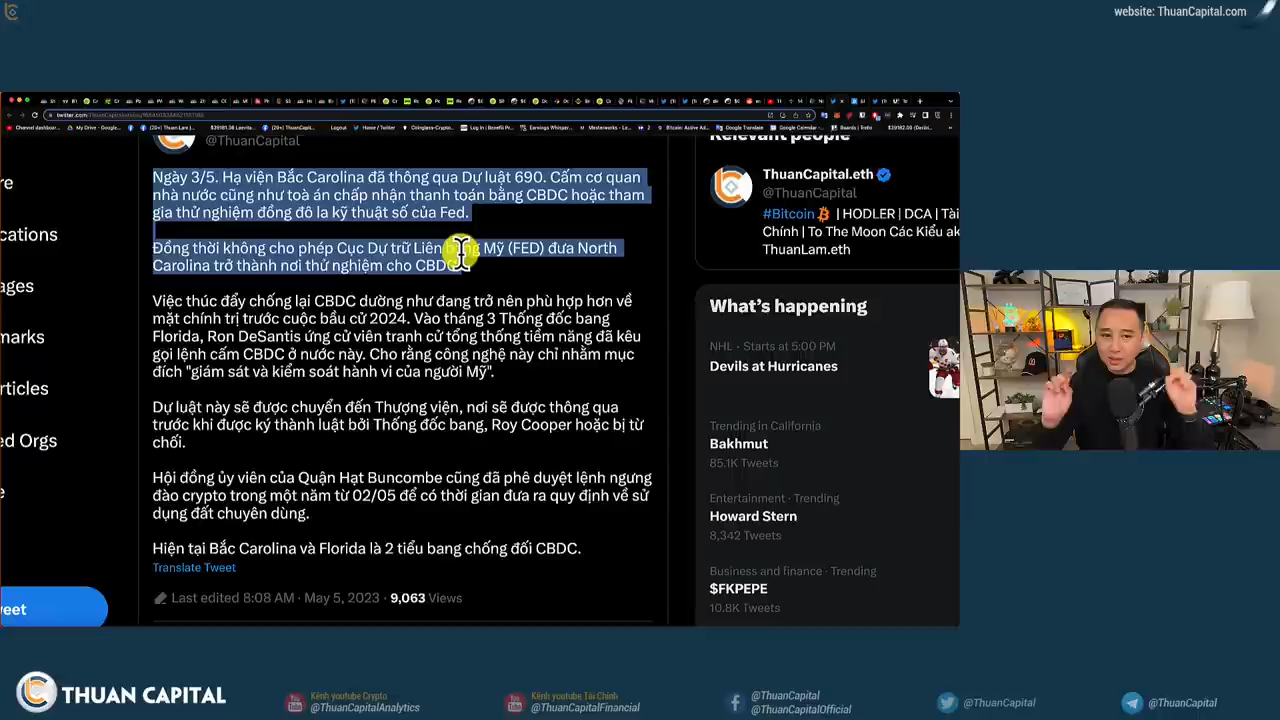 website: ThuanCapital.com
@ThuanCapital
Ngày 3/5. Hạ viện Bắc Carolina đã thông qua Dự luật 690. Cấm cơ quan
nhà nước cũng như toà án chấp nhận thanh toán bằng CBDC hoặc tham
gia thử nghiệm đồng đô la kỹ thuật số của Fed.
Đồng thời không cho phép Cục Dự trữ Liên bang Mỹ (FED) đưa North
Carolina trở thành nơi thử nghiệm cho CBDC.
Việc thúc đẩy chống lại CBDC dường như đang trở nên phù hợp hơn về
mặt chính trị trước cuộc bầu cử 2024. Vào tháng 3 Thống đốc bang
Florida, Ron DeSantis ứng cử viên tranh cử tổng thống tiềm năng đã kêu
gọi lệnh cấm CBDC ở nước này. Cho rằng công nghệ này chỉ nhằm mục
đích "giám sát và kiểm soát hành vi của người Mỹ".
Dự luật này sẽ được chuyển đến Thượng viện, nơi sẽ được thông qua
trước khi được ký thành luật bởi Thống đốc bang, Roy Cooper hoặc bị từ
chối.
Hội đồng ủy viên của Quận Hạt Buncombe cũng đã phê duyệt lệnh ngưng
đào crypto trong một năm từ 02/05 để có thời gian đưa ra quy định về sử
dụng đất chuyên dùng.
Hiện tại Bắc Carolina và Florida là 2 tiểu bang chống đối CBDC.
Translate Tweet
Last edited 8:08 AM · May 5, 2023 · 9,063 Views
Relevant people
ThuanCapital.eth
@ThuanCapital
#Bitcoin | HODLER | DCA | Tài
Chính | To The Moon Các Kiểu ak
ThuanLam.eth
What's happening
NHL · Starts at 5:00 PM
Devils at Hurricanes
Trending in California
Bakhmut
85.1K Tweets
Entertainment · Trending
Howard Stern
8,342 Tweets
Business and finance · Trending
$FKPEPE
10.8K Tweets
re
cations
ages
marks
articles
ed Orgs
e
eet
THUAN CAPITAL
Kênh youtube Crypto
@ThuanCapitalAnalytics
Kênh youtube Tài Chính
@ThuanCapitalFinancial
@ThuanCapital
@ThuanCapitalOfficial
@ThuanCapital
@ThuanCapital